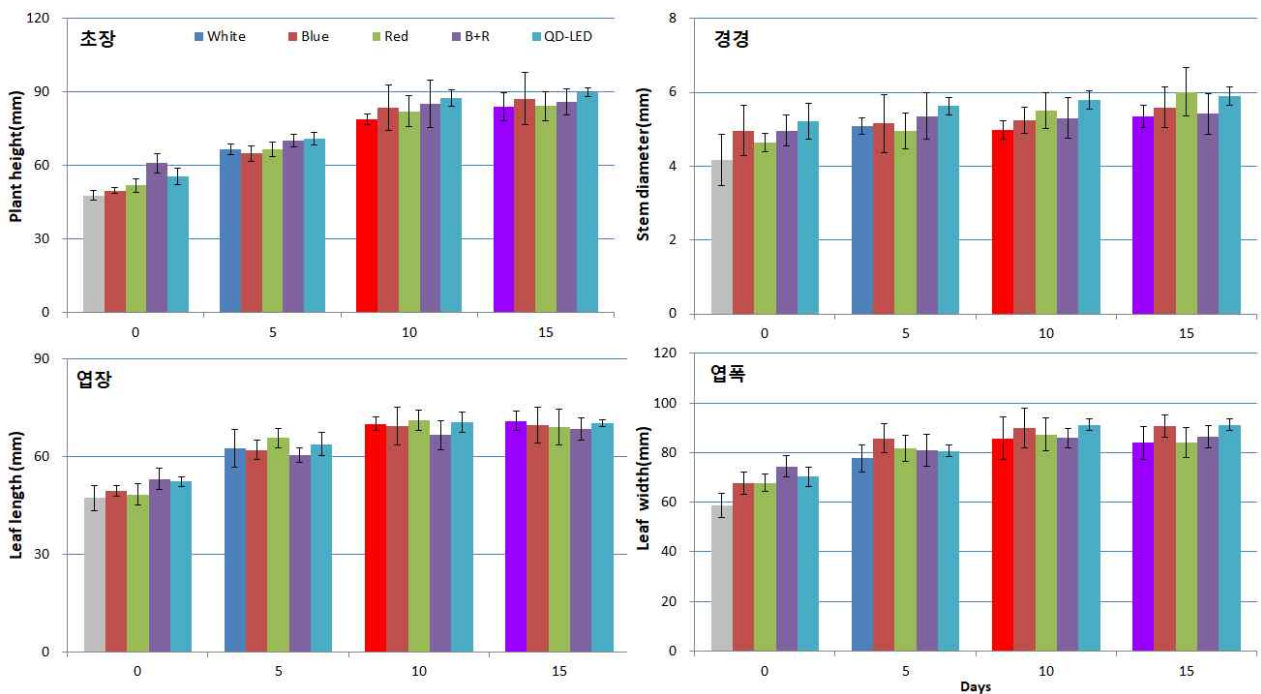 초장
White Blue Red B+R QD-LED
Plant height(mm)
120
90
60
30
0
0 5 10 15
경경
Stem diameter(mm)
8
6
4
2
0
0 5 10 15
엽장
Leaf length (mm)
90
60
30
0
0 5 10 15
엽폭
Leaf width(mm)
120
100
80
60
40
20
0
0 5 10 15
Days